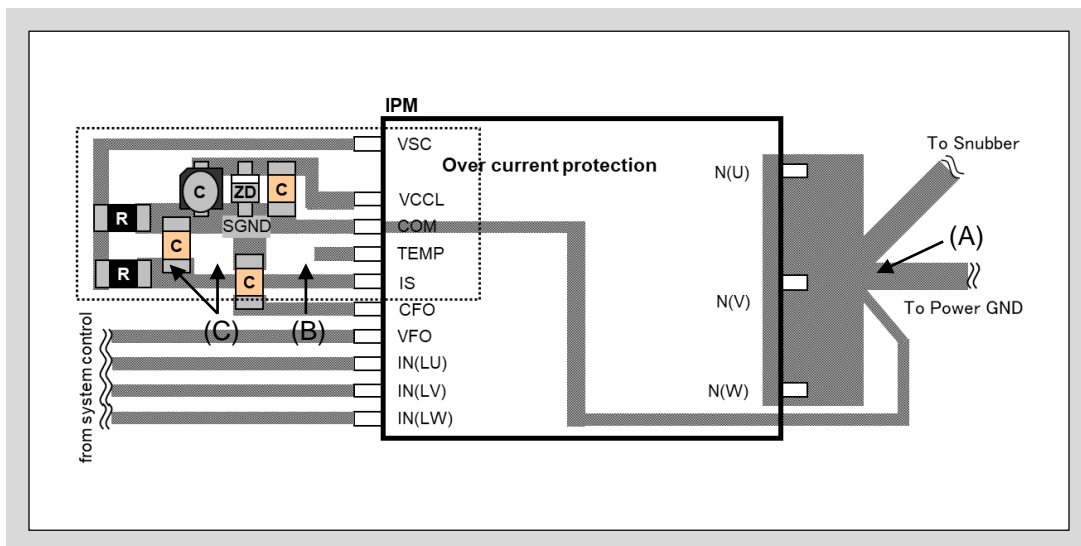 IPM
VSC
Over current protection
To Snubber
N(U)
C
ZD
C
VCCL
R
SGND
COM
(A)
C
TEMP
R
C
IS
N(V)
To Power GND
(C)
(B)
CFO
VFO
from system control
IN(LU)
IN(LV)
N(W)
IN(LW)